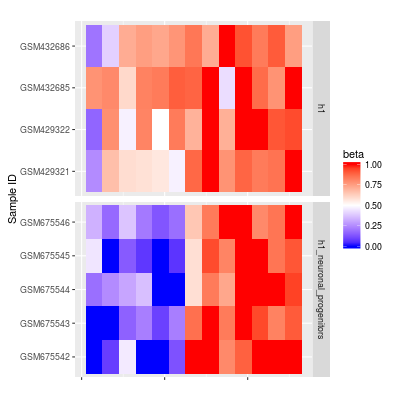 GSM432686
GSM432685
GSM429322
GSM429321
h1
GSM675546
GSM675545
GSM675544
GSM675543
GSM675542
h1_neuronal_progenitors
Sample ID
beta
1.00
0.75
0.50
0.25
0.00